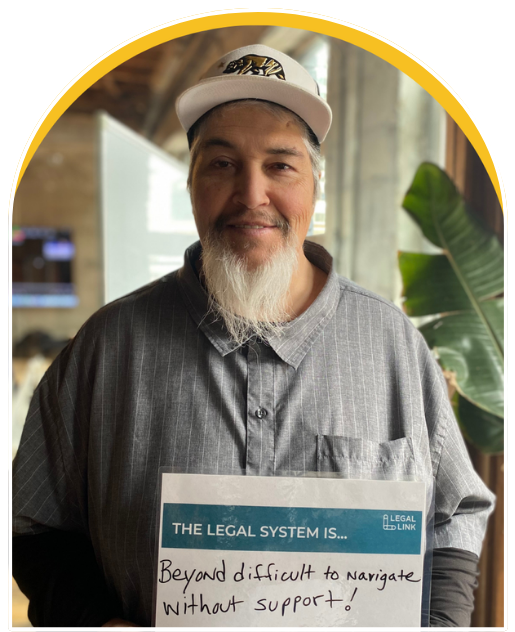 THE LEGAL SYSTEM IS...
LEGAL
LINK
Beyond difficult to navigate
without support!